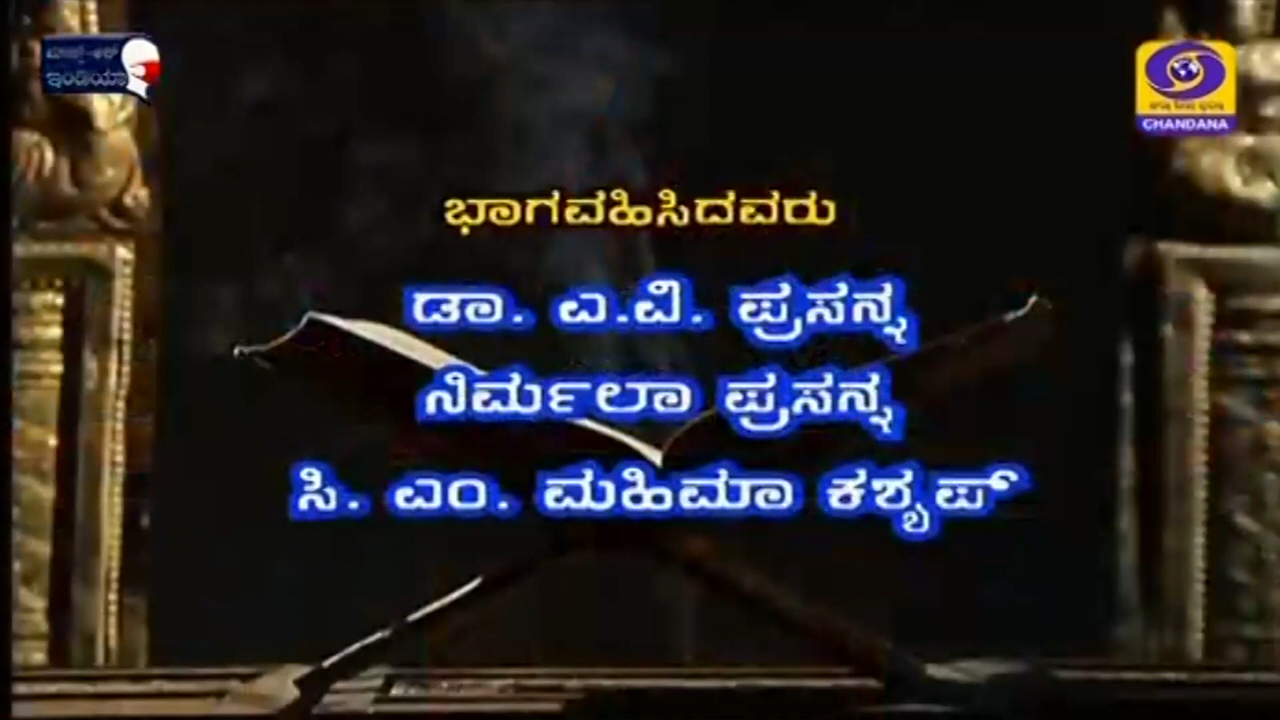 ಇಂಡಿಯಾ
CHANDANA
ಭಾಗವಹಿಸಿದವರು
ಡಾ. ಎ.ವಿ. ಪ್ರಸನ್ನ
ನಿರ್ಮಲಾ ಪ್ರಸನ್ನ
ಸಿ. ಎಂ. ಮಹಿಮಾ ಕಶ್ಯಪ್